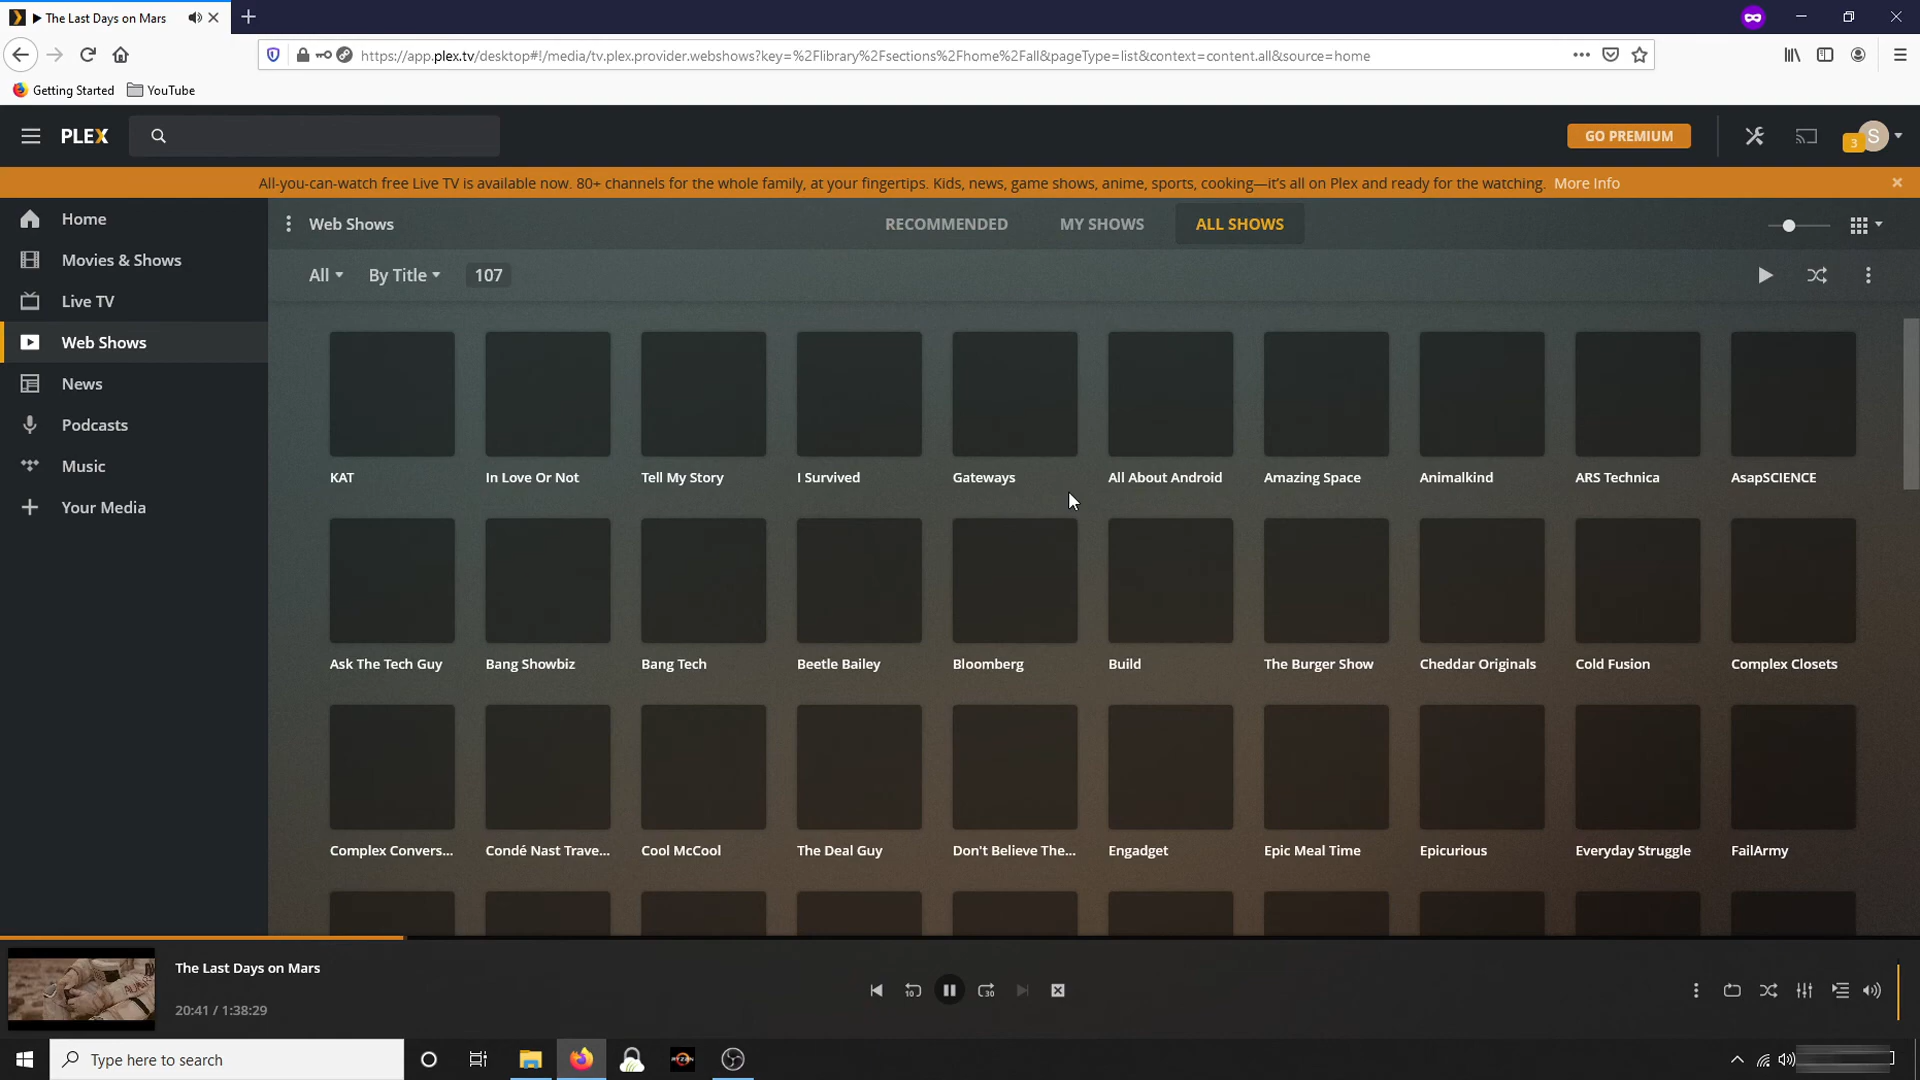 The Last Days on Mars
https://app.plex.tv/desktop#!/media/tv.plex.provider.webshows?key=%2Flibrary%2Fsections%2Fhome%2Fall&pageType=list&context=content.all&source=home
Getting Started YouTube
PLEX GO PREMIUM 3 S
All-you-can-watch free Live TV is available now. 80+ channels for the whole family, at your fingertips. Kids, news, game shows, anime, sports, cooking—it's all on Plex and ready for the watching. More Info
Home
Movies & Shows
Live TV
Web Shows
News
Podcasts
Music
Your Media
Web Shows RECOMMENDED MY SHOWS ALL SHOWS
All By Title 107
KAT In Love Or Not Tell My Story I Survived Gateways All About Android Amazing Space Animalkind ARS Technica AsapSCIENCE
Ask The Tech Guy Bang Showbiz Bang Tech Beetle Bailey Bloomberg Build The Burger Show Cheddar Originals Cold Fusion Complex Closets
Complex Convers... Condé Nast Trave... Cool McCool The Deal Guy Don't Believe The... Engadget Epic Meal Time Epicurious Everyday Struggle FailArmy
The Last Days on Mars
20:41 / 1:38:29
10 30
Type here to search
RYZEN